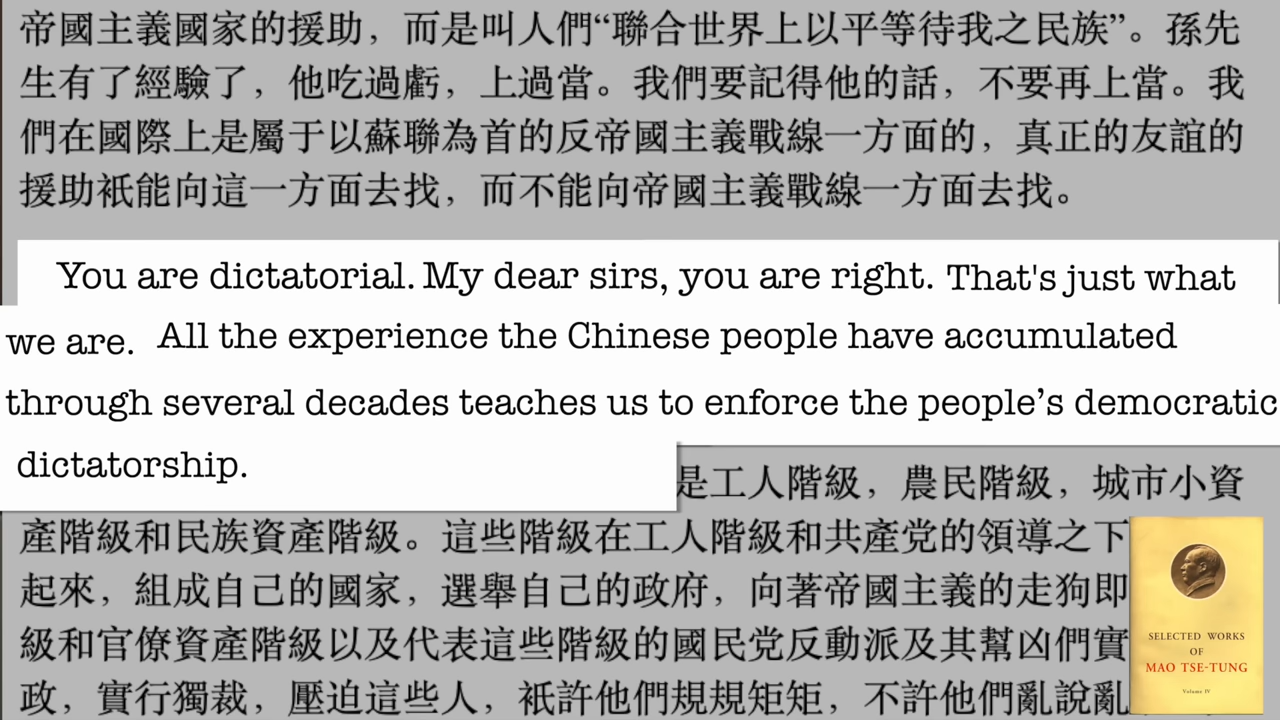 帝國主義國家的援助，而是叫人們“聯合世界上以平等待我之民族”。孫先
生有了經驗了，他吃過虧，上過當。我們要記得他的話，不要再上當。我
們在國際上是屬于以蘇聯為首的反帝國主義戰線一方面的，真正的友誼的
援助衹能向這一方面去找，而不能向帝國主義戰線一方面去找。
You are dictatorial. My dear sirs, you are right. That's just what
we are. All the experience the Chinese people have accumulated
through several decades teaches us to enforce the people’s democratic
dictatorship.
是工人階級，農民階級，城市小資
產階級和民族資產階級。這些階級在工人階級和共產党的領導之下
起來，組成自己的國家，選舉自己的政府，向著帝國主義的走狗即
級和官僚資產階級以及代表這些階級的國民党反動派及其幫凶們實
政，實行獨裁，壓迫這些人，衹許他們規規矩矩，不許他們亂說亂
SELECTED WORKS
OF
MAO TSE-TUNG
Volume IV